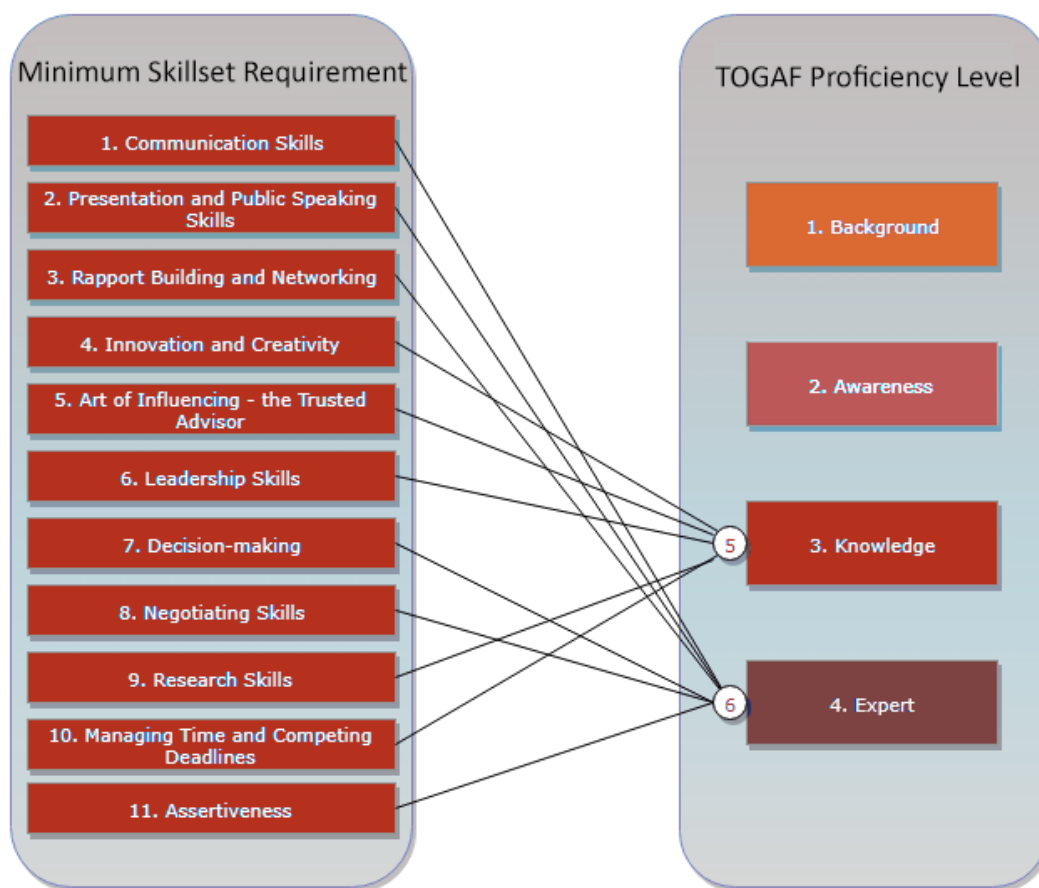 Minimum Skillset Requirement
1. Communication Skills
2. Presentation and Public Speaking
Skills
3. Rapport Building and Networking
4. Innovation and Creativity
5. Art of Influencing - the Trusted
Advisor
6. Leadership Skills
7. Decision-making
8. Negotiating Skills
9. Research Skills
10. Managing Time and Competing
Deadlines
11. Assertiveness
TOGAF Proficiency Level
1. Background
2. Awareness
5
3. Knowledge
6
4. Expert